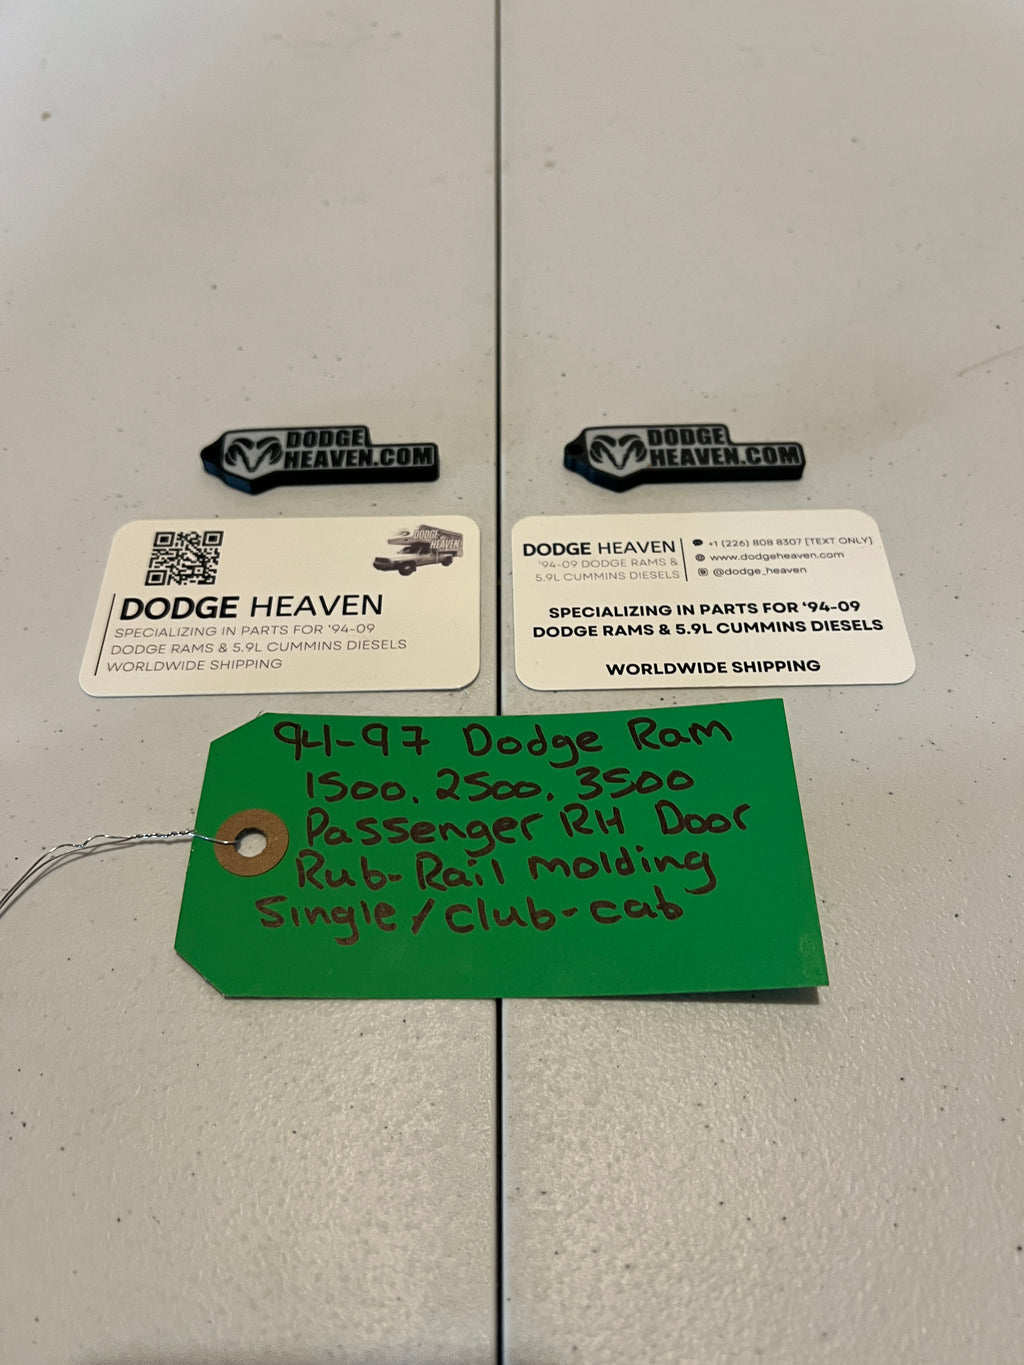 DODGE
HEAVEN.COM
DODGE
HEAVEN.COM
DODGE
HEAVEN
DODGE HEAVEN
SPECIALIZING IN PARTS FOR '94-09
DODGE RAMS & 5.9L CUMMINS DIESELS
WORLDWIDE SHIPPING
DODGE HEAVEN
'94-09 DODGE RAMS &
5.9L CUMMINS DIESELS
+1 (226) 808 8307 [TEXT ONLY]
www.dodgeheaven.com
@dodge_heaven
SPECIALIZING IN PARTS FOR '94-09
DODGE RAMS & 5.9L CUMMINS DIESELS
WORLDWIDE SHIPPING
94-97 Dodge Ram
1500, 2500, 3500
Passenger RH Door
Rub-Rail molding
Single/club-cab